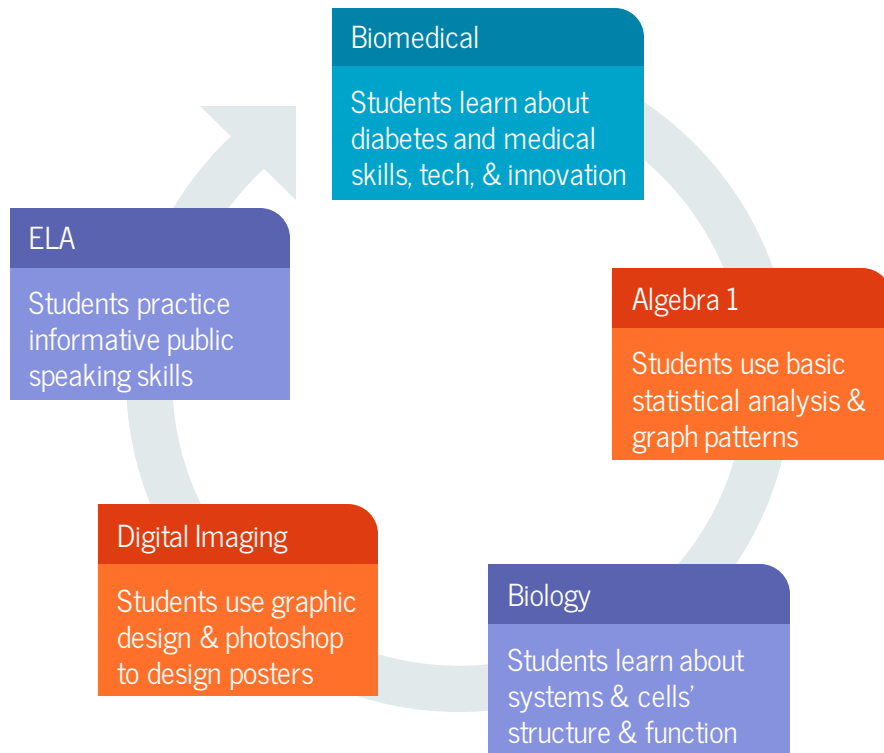 Biomedical
Students learn about
diabetes and medical
skills, tech, & innovation
Algebra 1
Students use basic
statistical analysis &
graph patterns
Biology
Students learn about
systems & cells’
structure & function
Digital Imaging
Students use graphic
design & photoshop
to design posters
ELA
Students practice
informative public
speaking skills